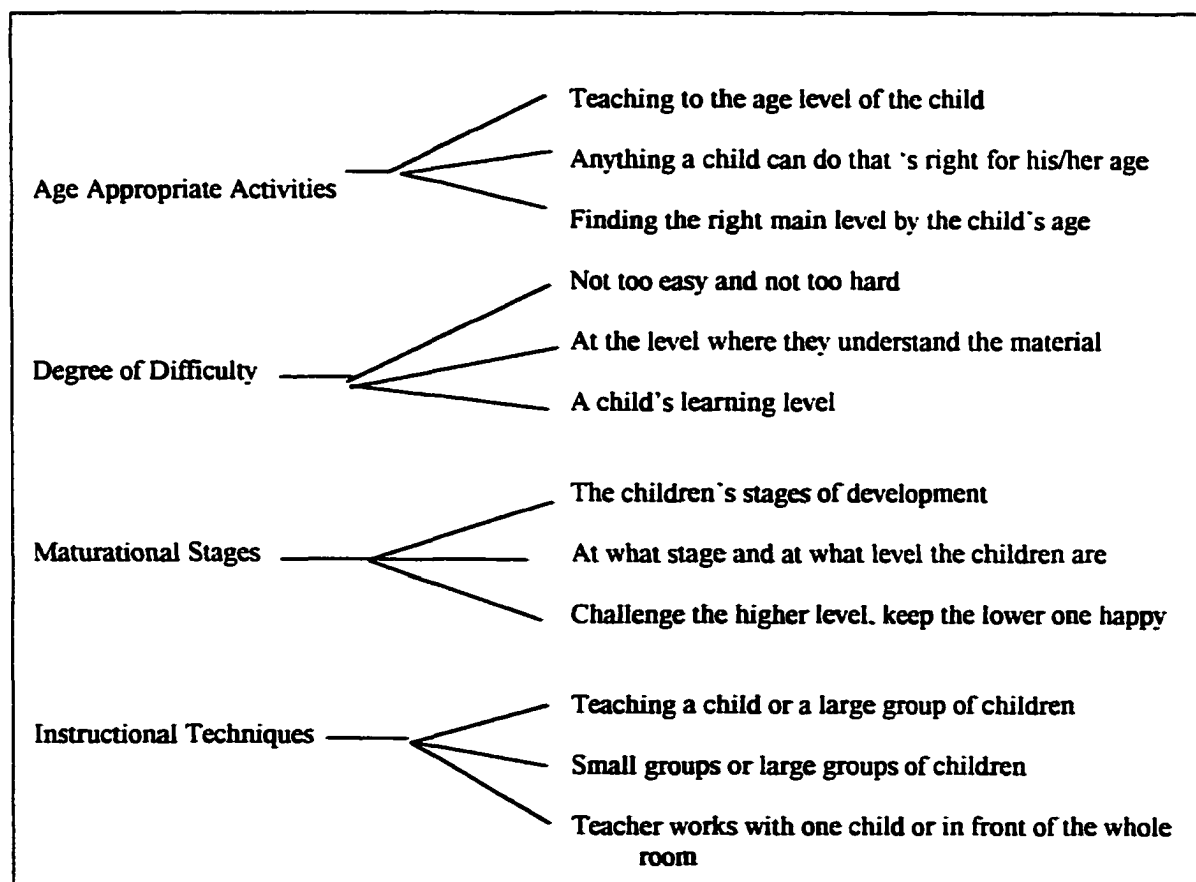 Teaching to the age level of the child
Anything a child can do that 's right for his/her age
Age Appropriate Activities
Finding the right main level by the child's age
Not too easy and not too hard
At the level where they understand the material
Degree of Difficulty
A child's learning level
The children's stages of development
Maturational Stages
At what stage and at what level the children are
Challenge the higher level. keep the lower one happy
Teaching a child or a large group of children
Instructional Techniques
Small groups or large groups of children
Teacher works with one child or in front of the whole
room